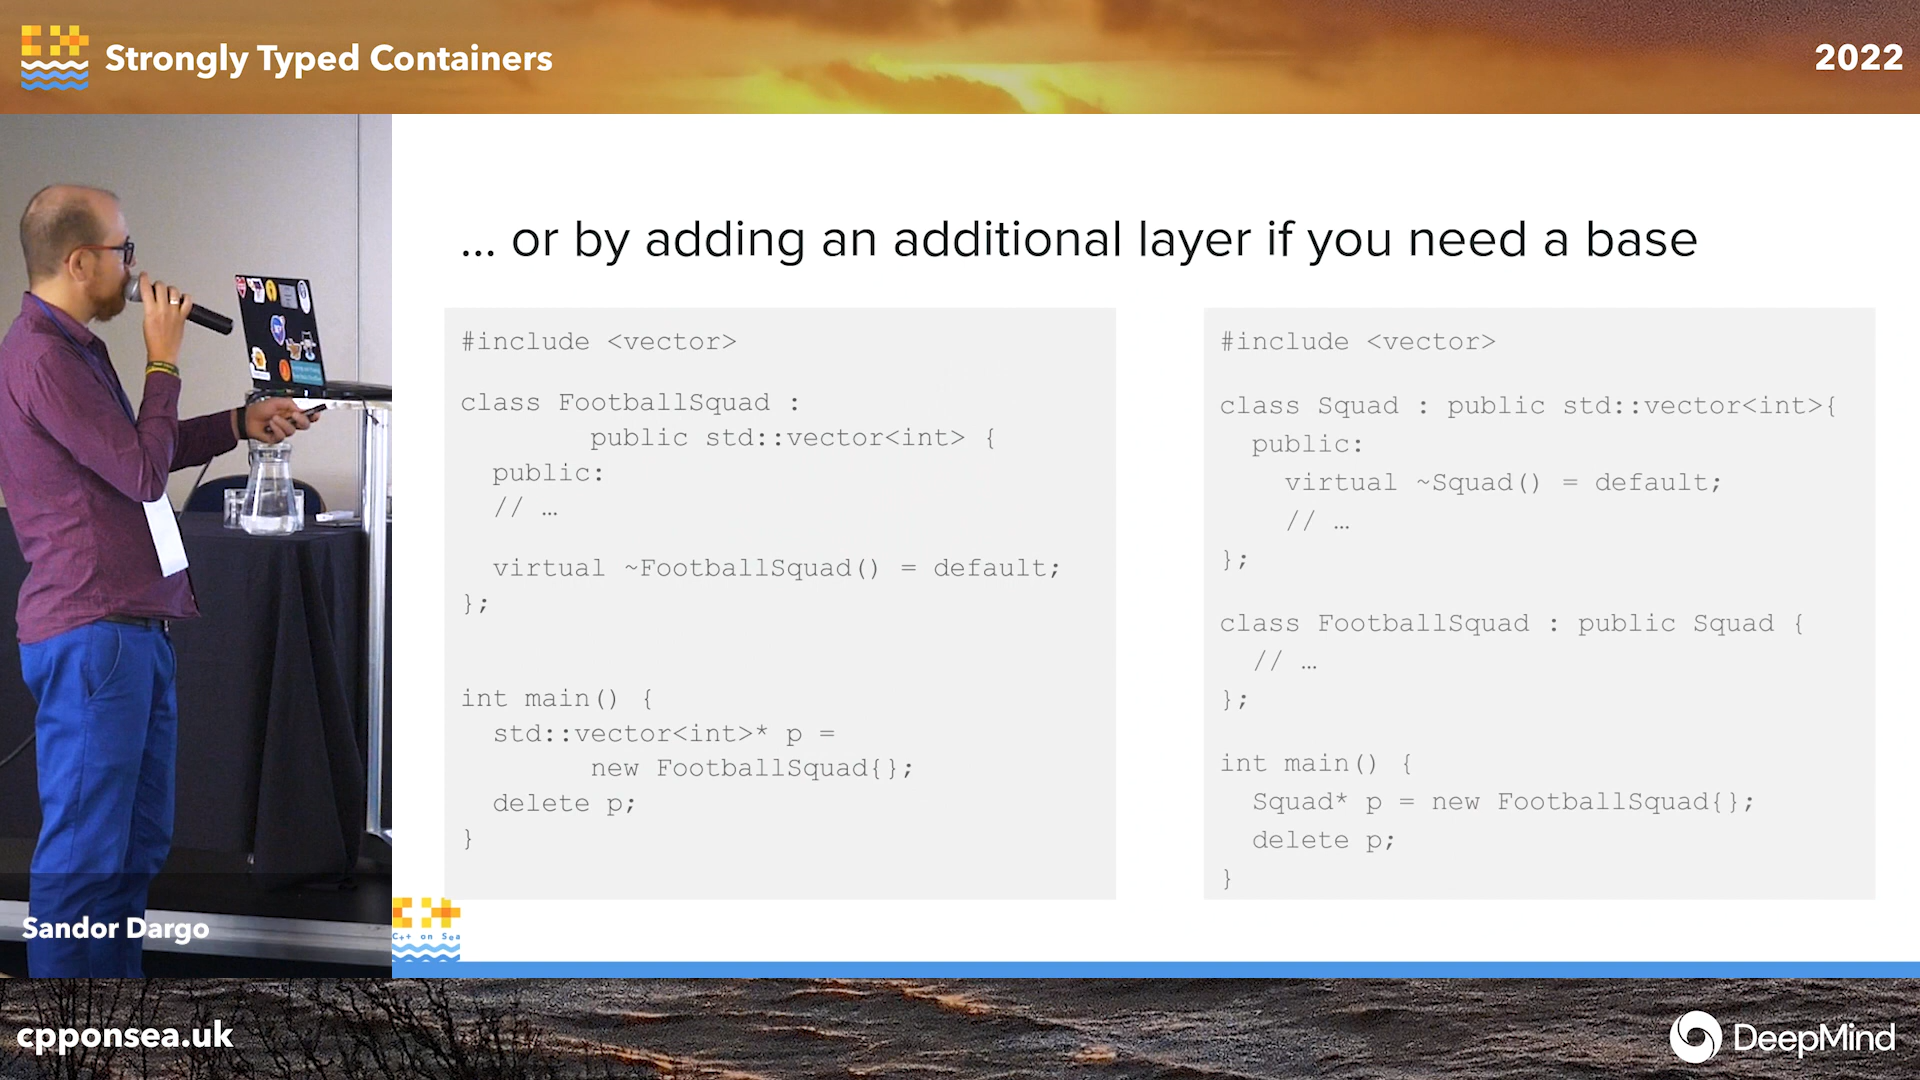 Strongly Typed Containers
2022
… or by adding an additional layer if you need a base
#include <vector>
class FootballSquad :
public std::vector<int> {
public:
// …
virtual ~FootballSquad() = default;
};
int main() {
std::vector<int>* p =
new FootballSquad{};
delete p;
}
#include <vector>
class Squad : public std::vector<int>{
public:
virtual ~Squad() = default;
// …
};
class FootballSquad : public Squad {
// …
};
int main() {
Squad* p = new FootballSquad{};
delete p;
}
Sandor Dargo
C++ on Sea
cpponsea.uk
DeepMind